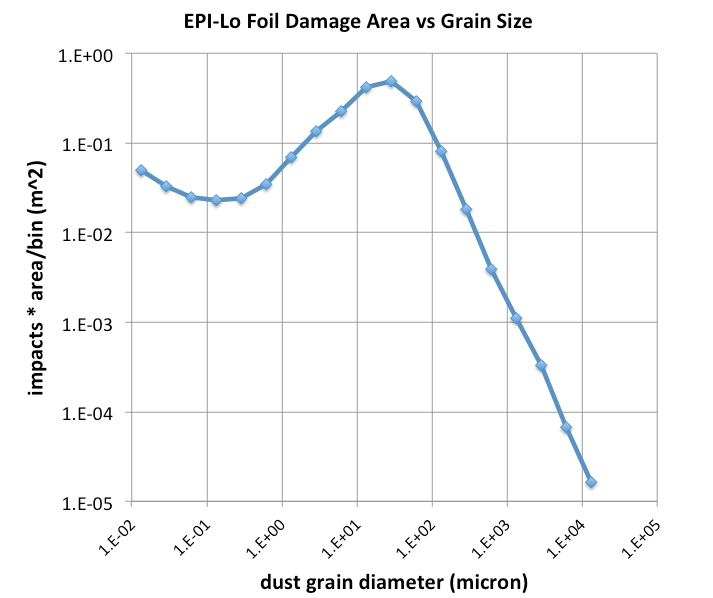 EPI-Lo Foil Damage Area vs Grain Size
1.E+00
1.E-01
1.E-02
1.E-03
1.E-04
1.E-05
impacts * area/bin (m^2)
1.E-02
1.E-01
1.E+00
1.E+01
1.E+02
1.E+03
1.E+04
1.E+05
dust grain diameter (micron)